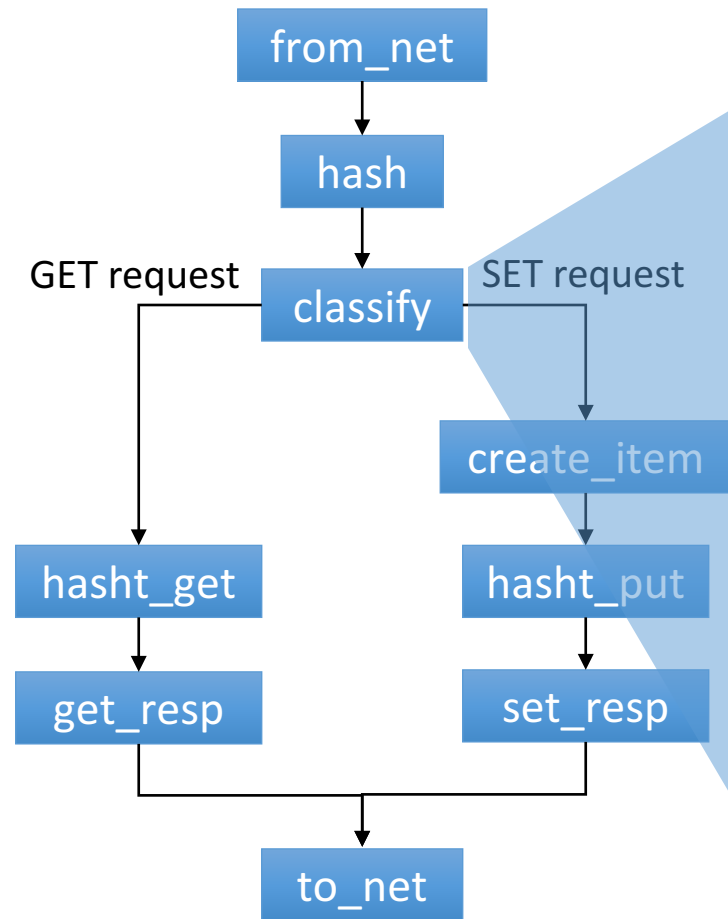 from_net
hash
GET request
classify
SET request
create_item
hasht_get
hasht_put
get_resp
set_resp
to_net